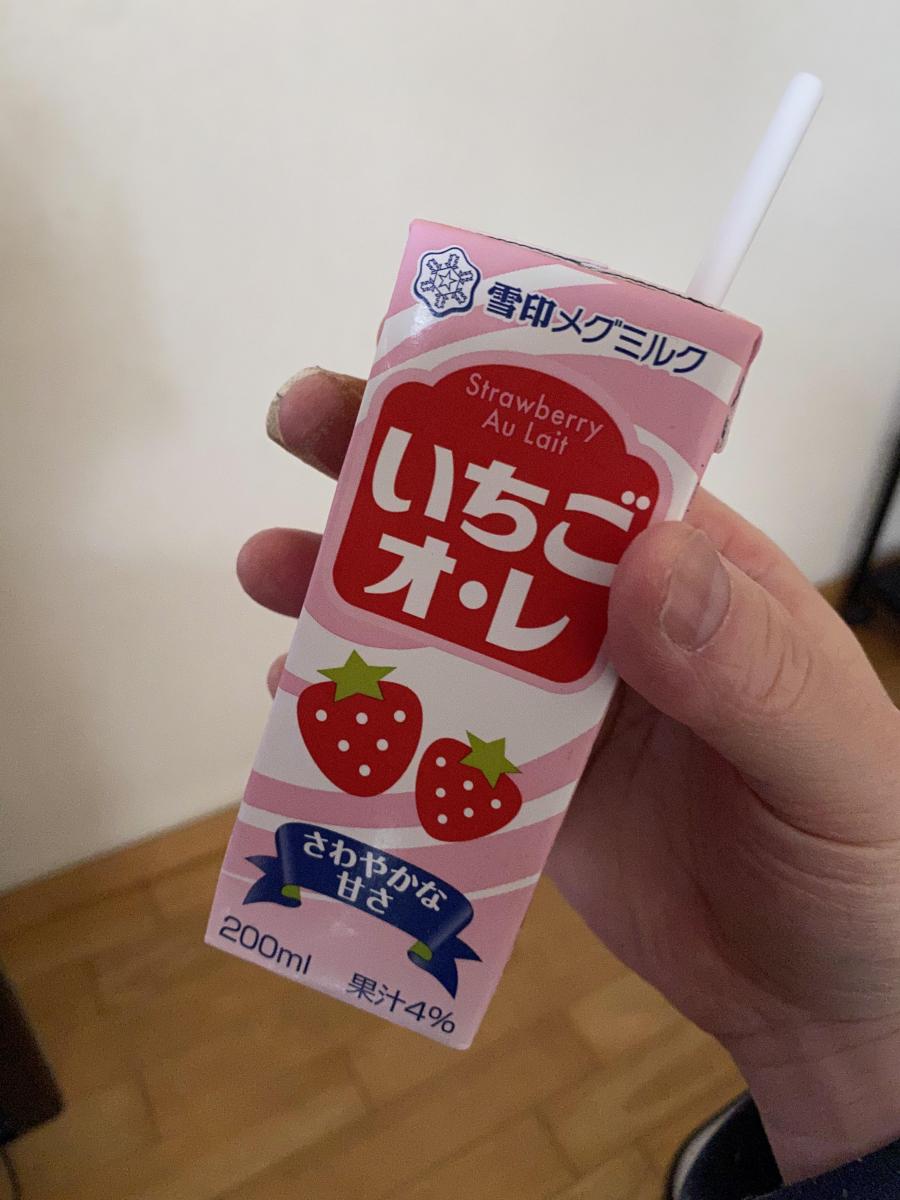 雪印メグミルク
Strawberry
Au Lait
いちご
オ・レ
さわやかな
甘さ
200ml 果汁4%